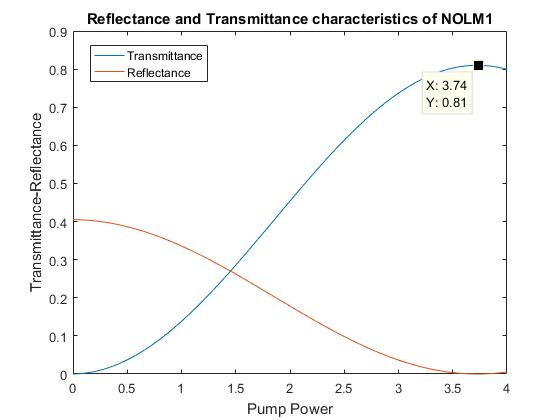 Reflectance and Transmittance characteristics of NOLM1
Transmittance-Reflectance
0.9
0.8
0.7
0.6
0.5
0.4
0.3
0.2
0.1
0
Transmittance
Reflectance
X: 3.74
Y: 0.81
0 0.5 1 1.5 2 2.5 3 3.5 4
Pump Power